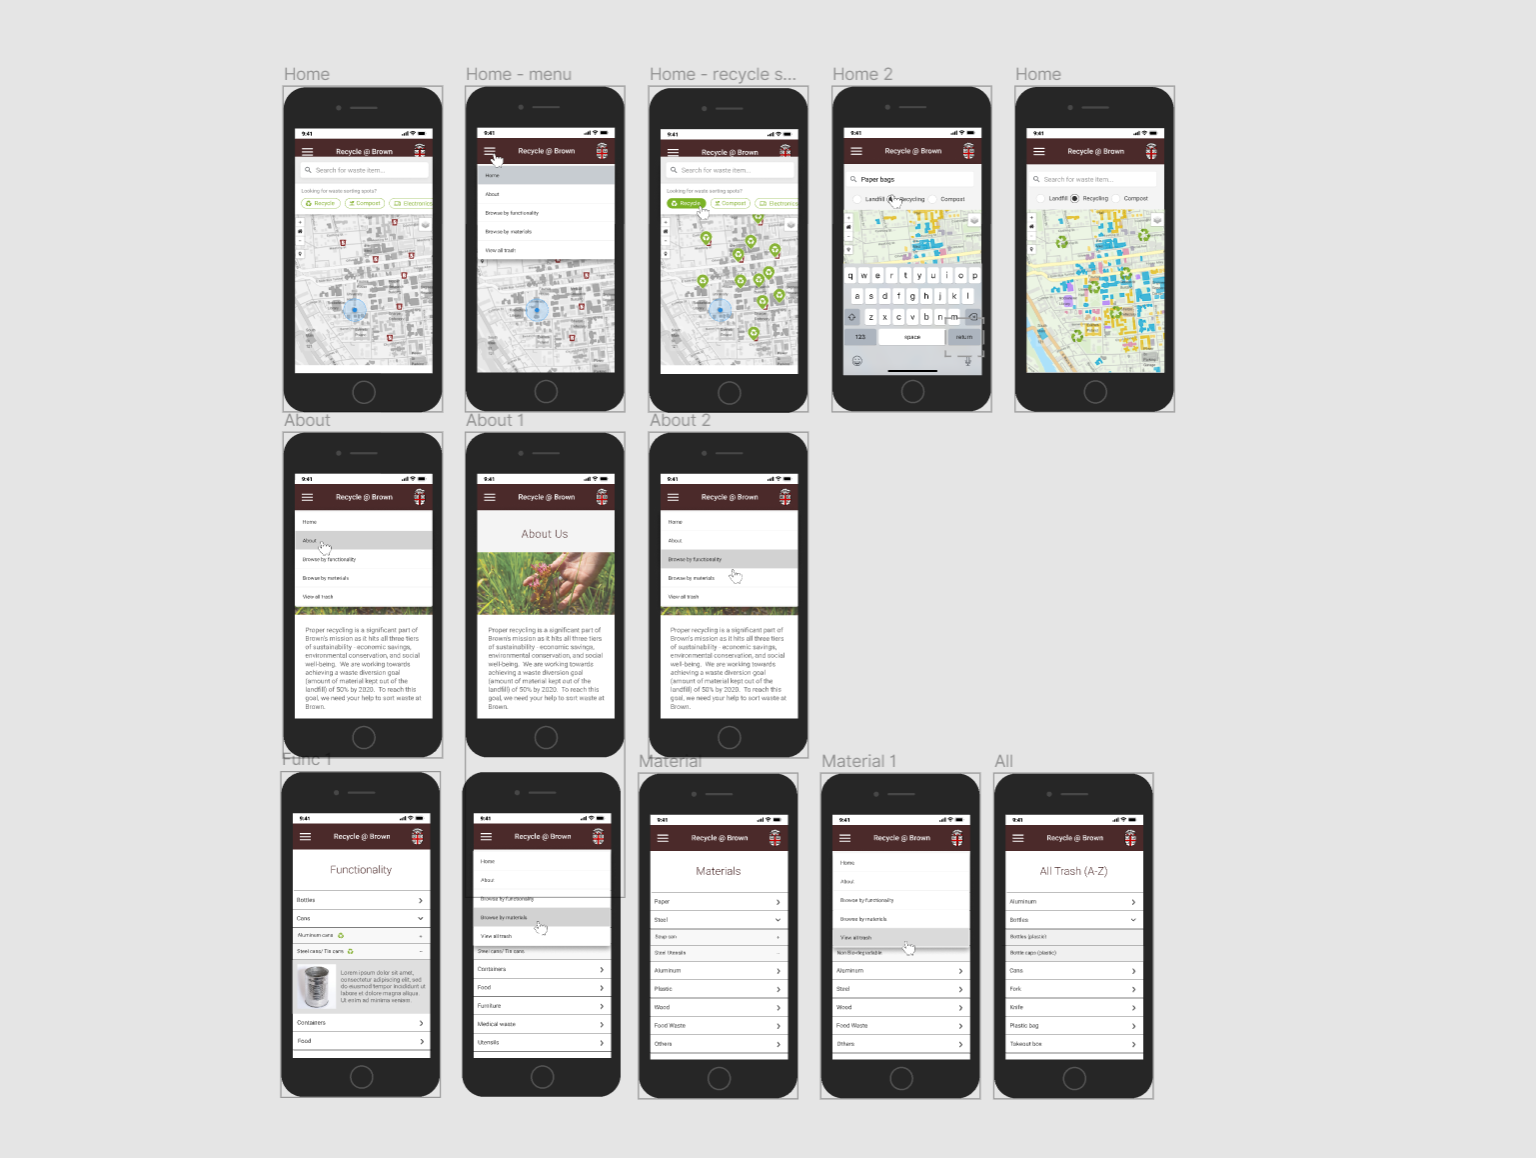 Home
Home - menu
Home - recycle s...
Home 2
Home
9:41
Recycle @ Brown
Search for waste item...
Looking for waste sorting spots?
Recycle
Compost
Electronics
9:41
Recycle @ Brown
Home
About
Browse by functionality
Browse by materials
View all trash
9:41
Recycle @ Brown
Search for waste item...
Looking for waste sorting spots?
Recycle
Compost
Electronics
9:41
Recycle @ Brown
Paper bags
Landfill
Recycling
Compost
q w e r t y u i o p
a s d f g h j k l
z x c v b n m
123
space
return
9:41
Recycle @ Brown
Search for waste item...
Landfill
Recycling
Compost
About
About 1
About 2
9:41
Recycle @ Brown
Home
About
Browse by functionality
Browse by materials
View all trash
Proper recycling is a significant part of
Brown's mission as it hits all three tiers
of sustainability - economic savings,
environmental conservation, and social
well-being. We are working towards
achieving a waste diversion goal
(amount of material kept out of the
landfill) of 50% by 2020. To reach this
goal, we need your help to sort waste at
Brown.
9:41
Recycle @ Brown
About Us
Proper recycling is a significant part of
Brown's mission as it hits all three tiers
of sustainability - economic savings,
environmental conservation, and social
well-being. We are working towards
achieving a waste diversion goal
(amount of material kept out of the
landfill) of 50% by 2020. To reach this
goal, we need your help to sort waste at
Brown.
9:41
Recycle @ Brown
Home
About
Browse by functionality
Browse by materials
View all trash
Proper recycling is a significant part of
Brown's mission as it hits all three tiers
of sustainability - economic savings,
environmental conservation, and social
well-being. We are working towards
achieving a waste diversion goal
(amount of material kept out of the
landfill) of 50% by 2020. To reach this
goal, we need your help to sort waste at
Brown.
Func 1
Material
Material 1
All
9:41
Recycle @ Brown
Functionality
Bottles
Cans
Aluminum cans
Steel cans/ Tin cans
Lorem ipsum dolor sit amet,
consectetur adipiscing elit, sed
do eiusmod tempor incididunt ut
labore et dolore magna aliqua.
Ut enim ad minima veniam.
Containers
Food
9:41
Recycle @ Brown
Home
About
Browse by functionality
Browse by materials
View all trash
Steel cans/ Tin cans
Containers
Food
Furniture
Medical waste
Utensils
9:41
Recycle @ Brown
Materials
Paper
Steel
Soup can
Steel Utensils
Aluminum
Plastic
Wood
Food Waste
Others
9:41
Recycle @ Brown
Home
About
Browse by functionality
Browse by materials
View all trash
Non-Biodegradable
Aluminum
Steel
Wood
Food Waste
Others
9:41
Recycle @ Brown
All Trash (A-Z)
Aluminum
Bottles
Bottles (plastic)
Bottle caps (plastic)
Cans
Fork
Knife
Plastic bag
Takeout box